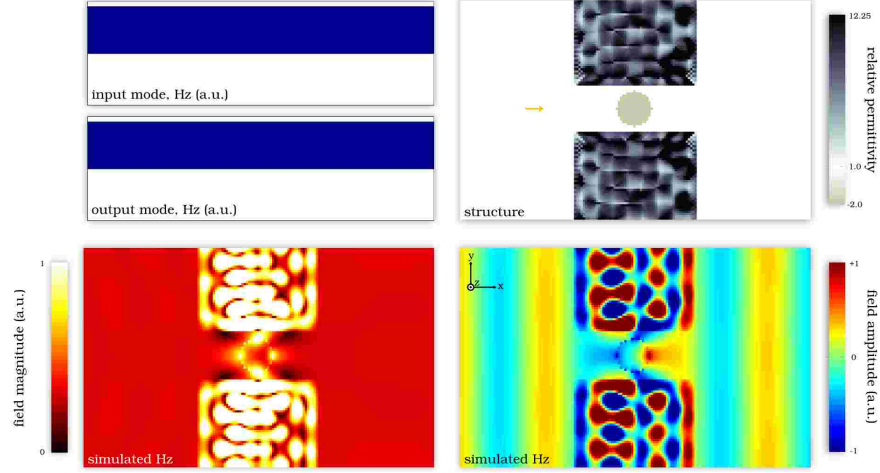 input mode, Hz (a.u.)
output mode, Hz (a.u.)
structure
12.25
1.0
-2.0
relative permittivity
1
0
field magnitude (a.u.)
simulated Hz
y
z
x
simulated Hz
+1
0
-1
field amplitude (a.u.)